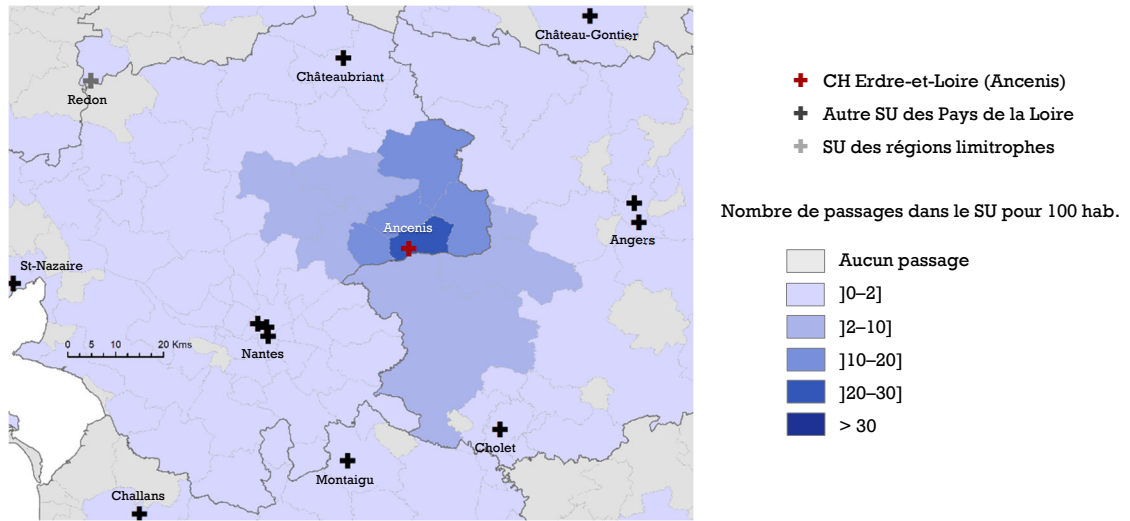 Château-Gontier
Châteaubriant
Redon
Ancenis
Angers
St-Nazaire
0 5 10 20 Kms
Nantes
Cholet
Montaigu
Challans
CH Erdre-et-Loire (Ancenis)
Autre SU des Pays de la Loire
SU des régions limitrophes
Nombre de passages dans le SU pour 100 hab.
Aucun passage
]0–2]
]2–10]
]10–20]
]20–30]
> 30